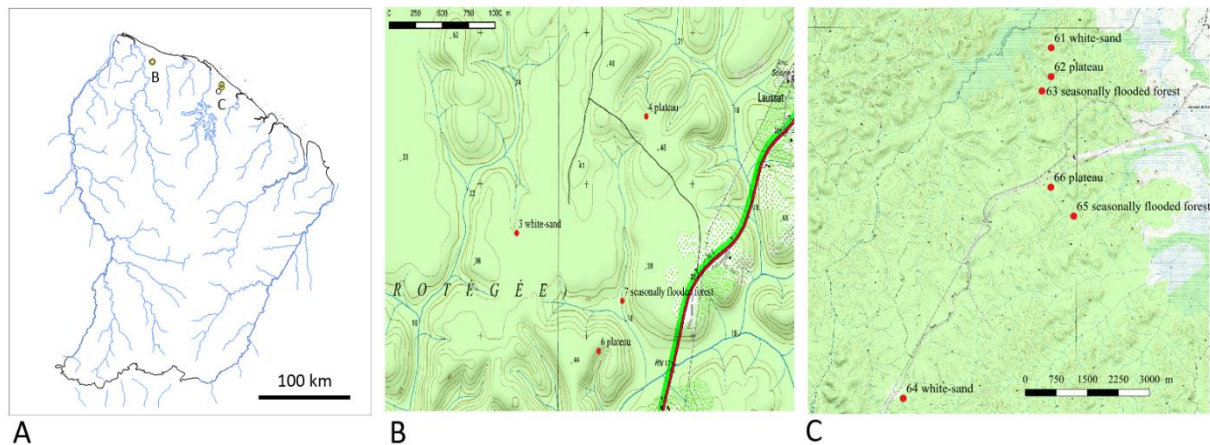 B
C
100 km
A
0 250 500 750 1000 m
4 plateau
Laussat
3 white-sand
R O T É G É E
7 seasonally flooded forest
6 plateau
RN 1
B
61 white-sand
62 plateau
63 seasonally flooded forest
66 plateau
65 seasonally flooded forest
64 white-sand
0 750 1500 2250 3000 m
C